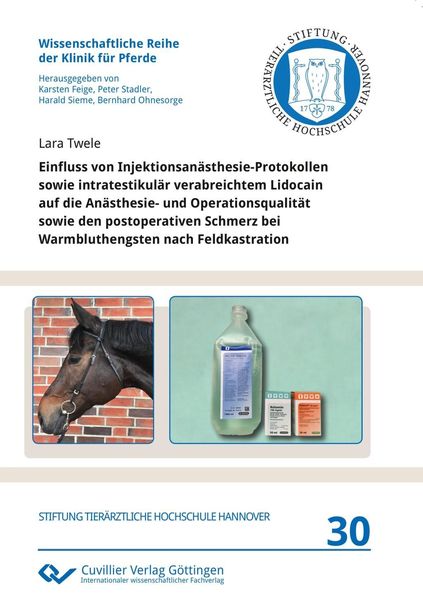 Wissenschaftliche Reihe
der Klinik für Pferde
Herausgegeben von
Karsten Feige, Peter Stadler,
Harald Sieme, Bernhard Ohnesorge
STIFTUNG
TIERÄRZTLICHE HOCHSCHULE HANNOVER
17 78
Lara Twele
Einfluss von Injektionsanästhesie-Protokollen
sowie intratestikulär verabreichtem Lidocain
auf die Anästhesie- und Operationsqualität
sowie den postoperativen Schmerz bei
Warmbluthengsten nach Feldkastration
STIFTUNG TIERÄRZTLICHE HOCHSCHULE HANNOVER
30
Cuvillier Verlag Göttingen
Internationaler wissenschaftlicher Fachverlag